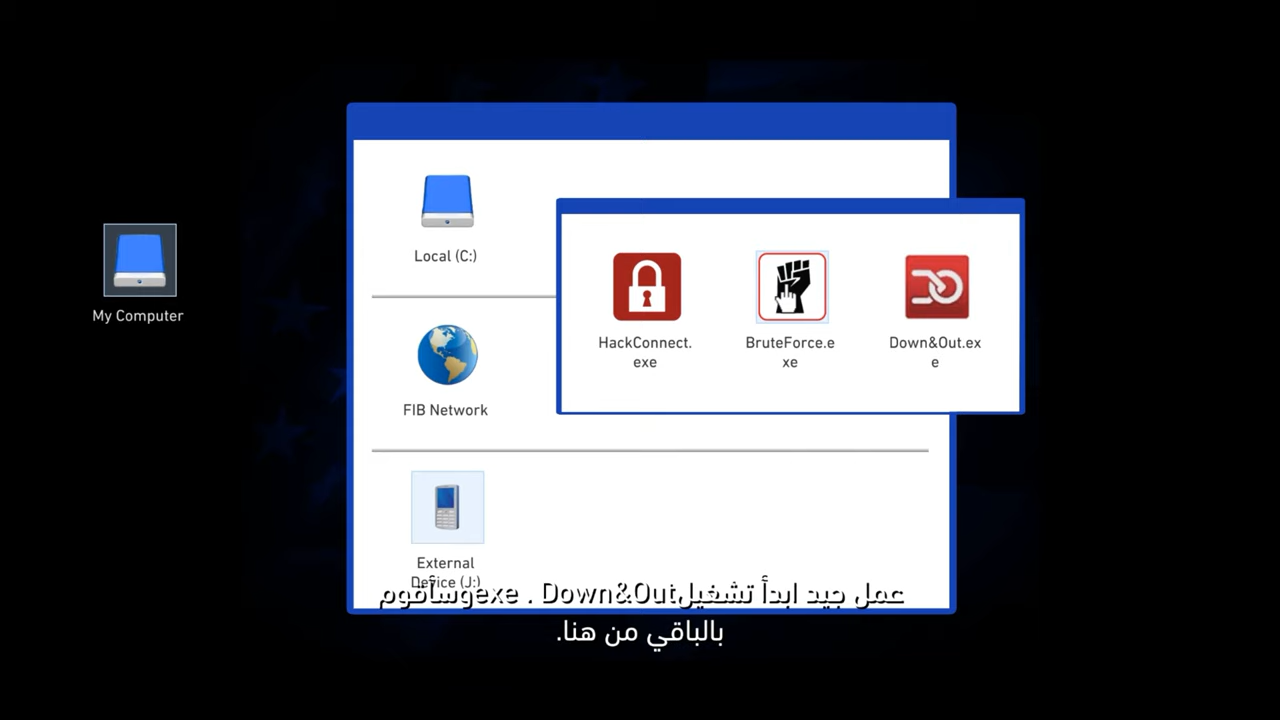 Local (C:)
My Computer
HackConnect.
exe
BruteForce.e
xe
Down&Out.ex
e
FIB Network
External
Device (J:)
عمل جيد ابدأ تشغيلDown&Out . exeوسأقوم
بالباقي من هنا.